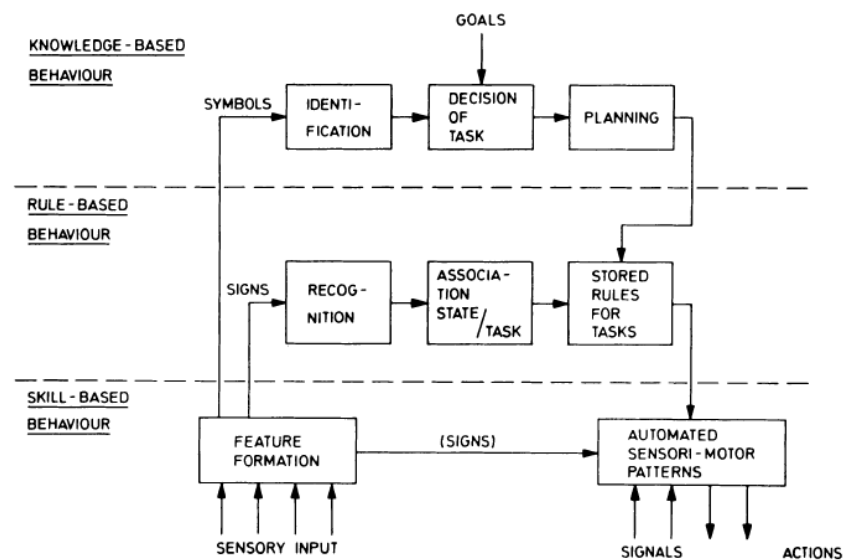 GOALS
KNOWLEDGE-BASED
BEHAVIOUR
SYMBOLS
IDENTI-
FICATION
DECISION
OF
TASK
PLANNING
RULE-BASED
BEHAVIOUR
SIGNS
RECOG-
NITION
ASSOCIA-
TION
STATE
/TASK
STORED
RULES
FOR
TASKS
SKILL-BASED
BEHAVIOUR
FEATURE
FORMATION
(SIGNS)
AUTOMATED
SENSORI-MOTOR
PATTERNS
SENSORY INPUT
SIGNALS
ACTIONS